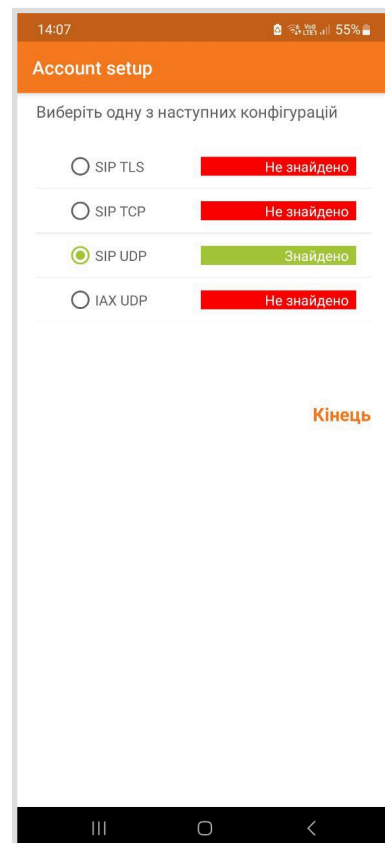 14:07
55%
Account setup
Виберіть одну з наступних конфігурацій
SIP TLS Не знайдено
SIP TCP Не знайдено
SIP UDP Знайдено
IAX UDP Не знайдено
Кінець